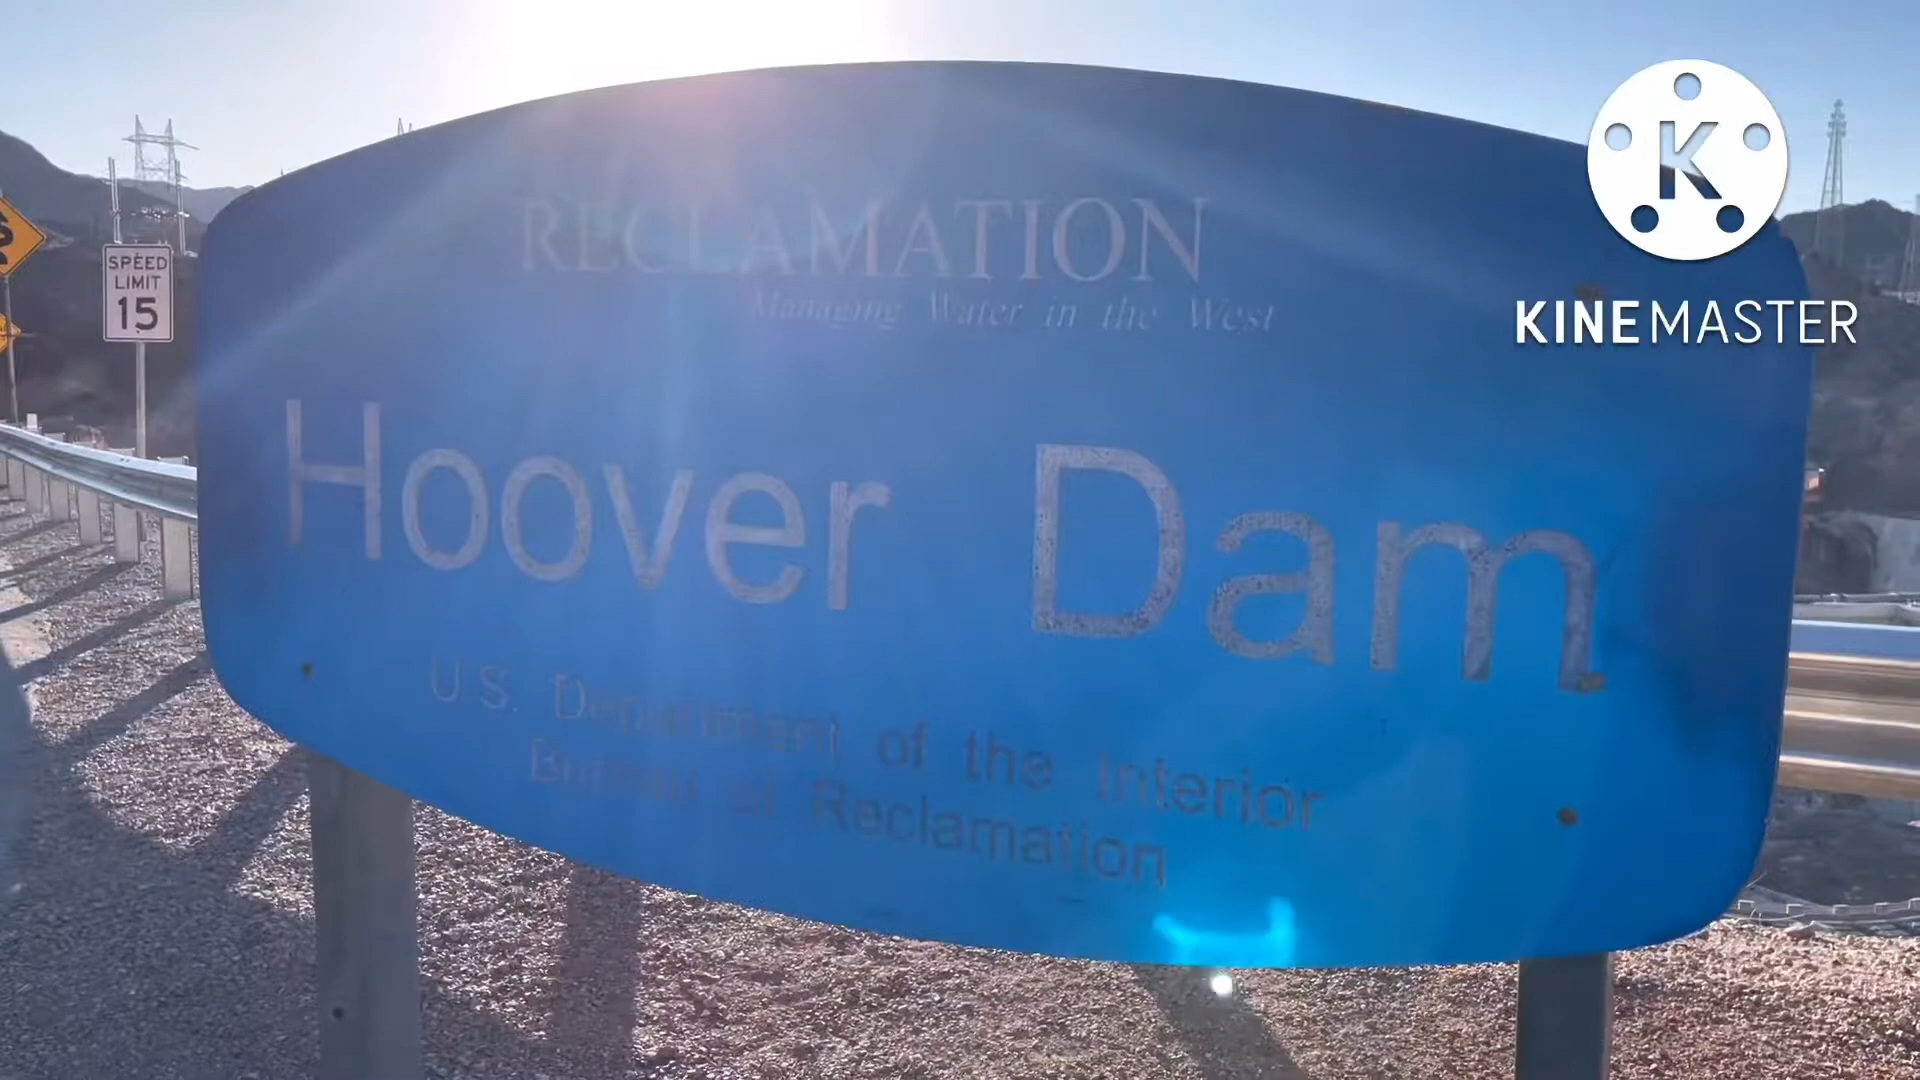 RECLAMATION
Managing Water in the West
Hoover Dam
U.S. Department of the Interior
Bureau of Reclamation
SPEED
LIMIT
15
K
KINEMASTER